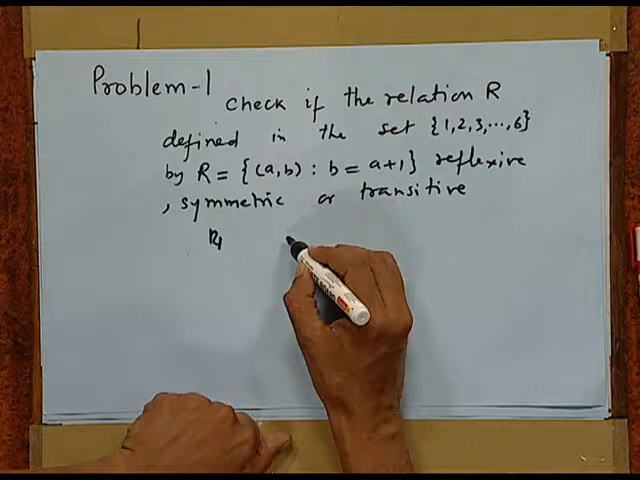 Problem-1
check if the relation R
defined in the set {1,2,3,...,6}
by R = {(a,b) : b = a+1} reflexive
, symmetric or transitive